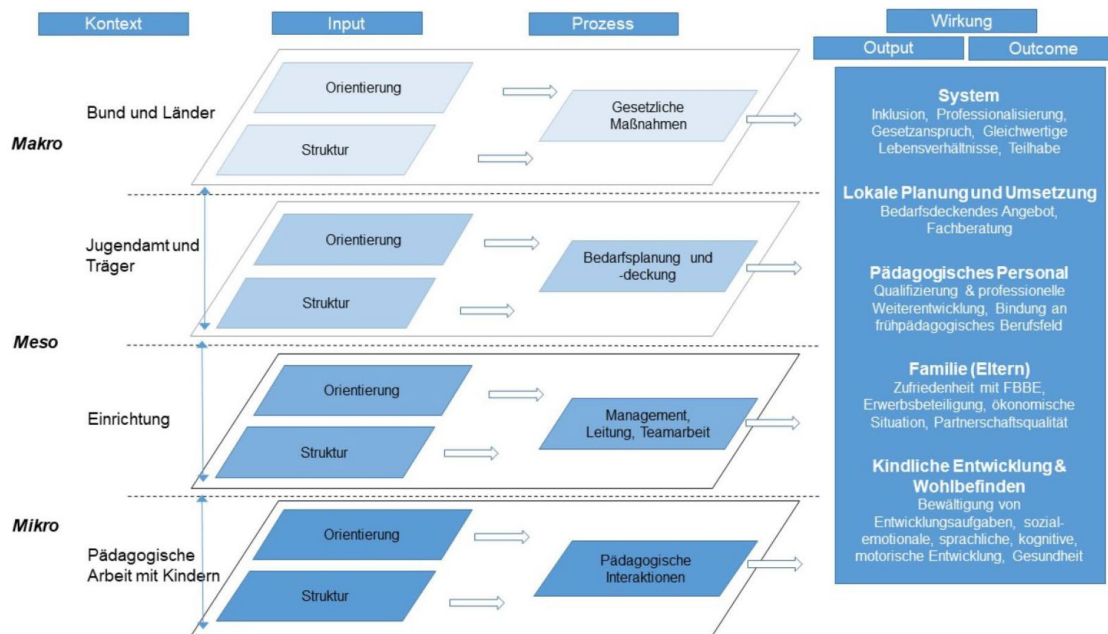 Kontext
Input
Prozess
Wirkung
Output
Outcome
Makro
Bund und Länder
Orientierung
Struktur
Gesetzliche
Maßnahmen
Jugendamt und
Träger
Orientierung
Struktur
Bedarfsplanung und
-deckung
Meso
Einrichtung
Orientierung
Struktur
Management,
Leitung, Teamarbeit
Mikro
Pädagogische
Arbeit mit Kindern
Orientierung
Struktur
Pädagogische
Interaktionen
System
Inklusion, Professionalisierung,
Gesetzanspruch, Gleichwertige
Lebensverhältnisse, Teilhabe
Lokale Planung und Umsetzung
Bedarfsdeckendes Angebot,
Fachberatung
Pädagogisches Personal
Qualifizierung & professionelle
Weiterentwicklung, Bindung an
frühpädagogisches Berufsfeld
Familie (Eltern)
Zufriedenheit mit FBBE,
Erwerbsbeteiligung, ökonomische
Situation, Partnerschaftsqualität
Kindliche Entwicklung &
Wohlbefinden
Bewältigung von
Entwicklungsaufgaben, sozial-
emotionale, sprachliche, kognitive,
motorische Entwicklung, Gesundheit